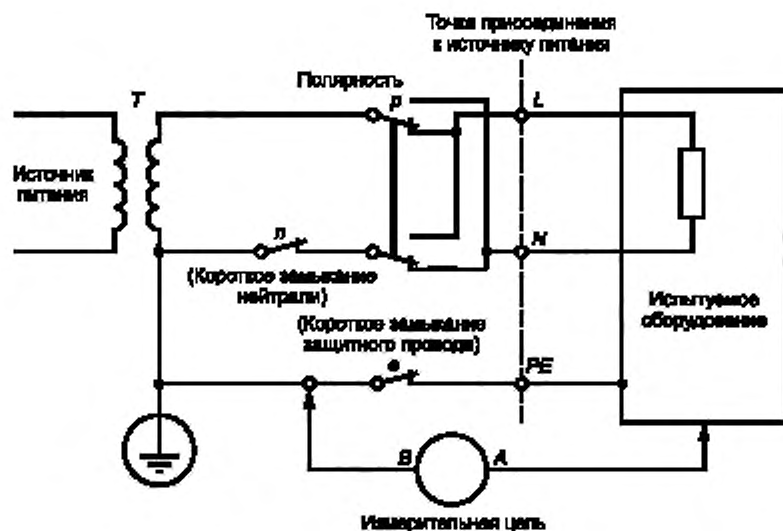 Точка присоединения
к источнику питания
Полярность
T
p
L
Источник
питания
n
N
(Короткое замыкание
нейтрали)
Испытуемое
оборудование
(Короткое замыкание
защитного провода)
e
PE
B
A
Измерительная цепь